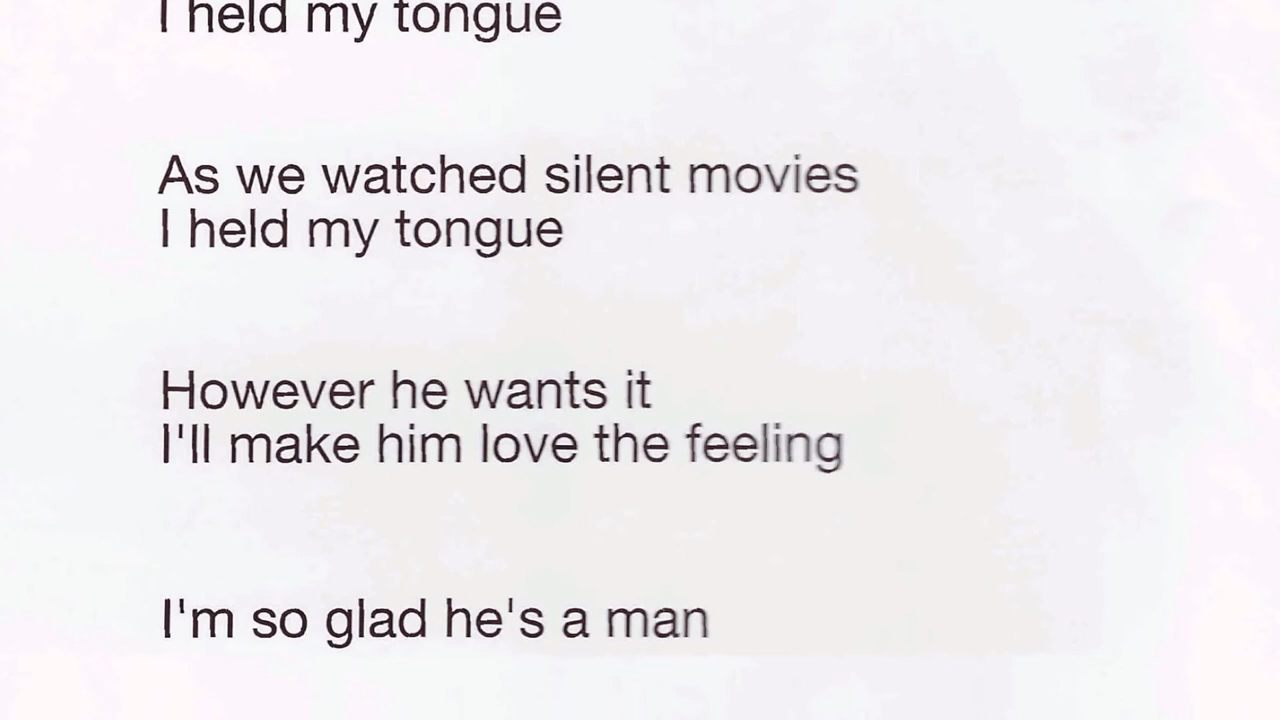 I held my tongue
As we watched silent movies
I held my tongue
However he wants it
I'll make him love the feeling
I'm so glad he's a man